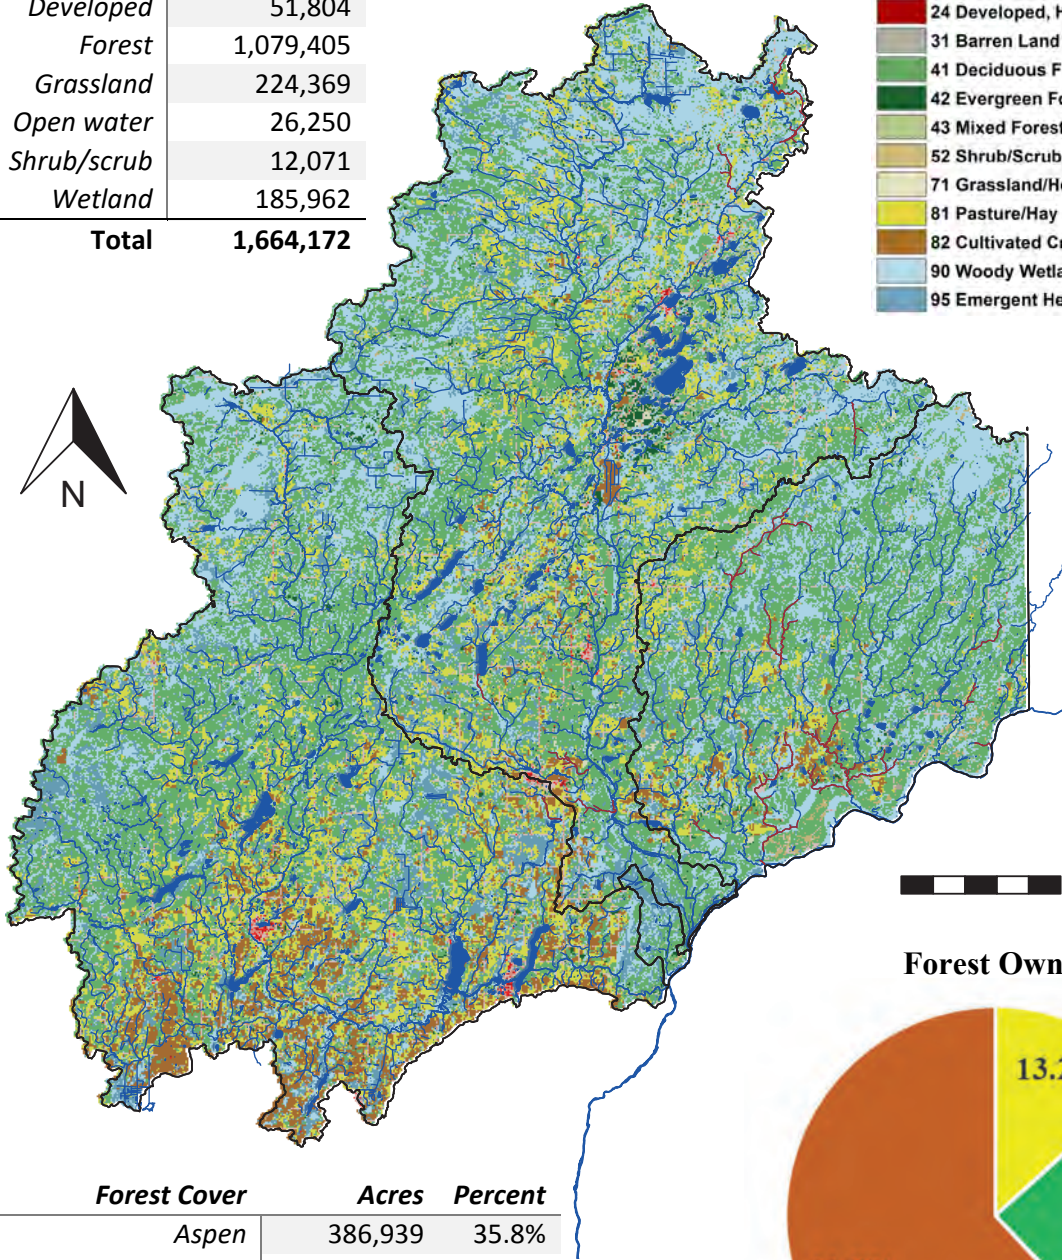 Developed 51,804
Forest 1,079,405
Grassland 224,369
Open water 26,250
Shrub/scrub 12,071
Wetland 185,962
Total 1,664,172
24 Developed, H
31 Barren Land
41 Deciduous F
42 Evergreen Fo
43 Mixed Forest
52 Shrub/Scrub
71 Grassland/He
81 Pasture/Hay
82 Cultivated Cr
90 Woody Wetla
95 Emergent He
N
Forest Own
13.2
Forest Cover Acres Percent
Aspen 386,939 35.8%